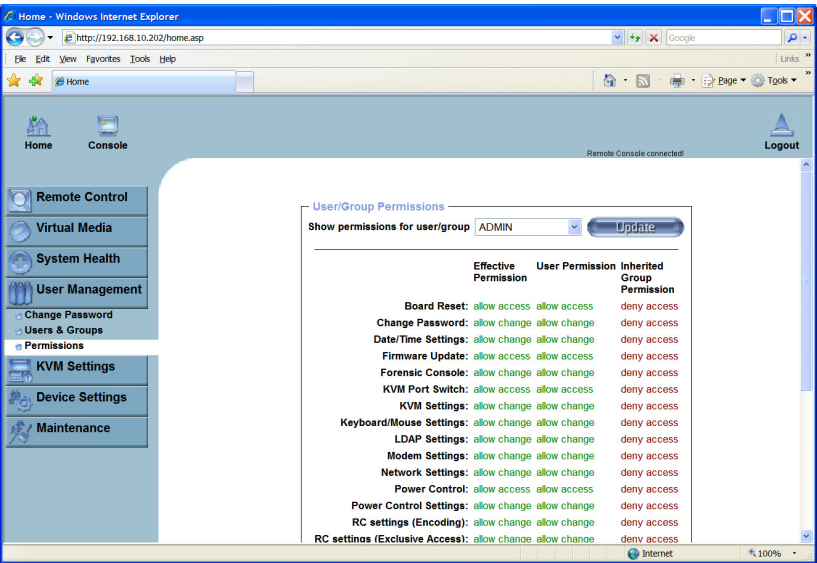 Home - Windows Internet Explorer
http://192.168.10.202/home.asp
Google
File Edit View Favorites Tools Help
Links
Home
Page
Tools
Home
Console
Logout
Remote Console connected!
Remote Control
Virtual Media
System Health
User Management
Change Password
Users & Groups
Permissions
KVM Settings
Device Settings
Maintenance
User/Group Permissions
Show permissions for user/group ADMIN Update
Effective Permission User Permission Inherited Group Permission
Board Reset: allow access allow access deny access
Change Password: allow change allow change deny access
Date/Time Settings: allow change allow change deny access
Firmware Update: allow access allow access deny access
Forensic Console: allow change allow change deny access
KVM Port Switch: allow access allow access deny access
KVM Settings: allow change allow change deny access
Keyboard/Mouse Settings: allow change allow change deny access
LDAP Settings: allow change allow change deny access
Modem Settings: allow change allow change deny access
Network Settings: allow change allow change deny access
Power Control: allow access allow access deny access
Power Control Settings: allow change allow change deny access
RC settings (Encoding): allow change allow change deny access
RC settings (Exclusive Access): allow change allow change deny access
Internet
100%